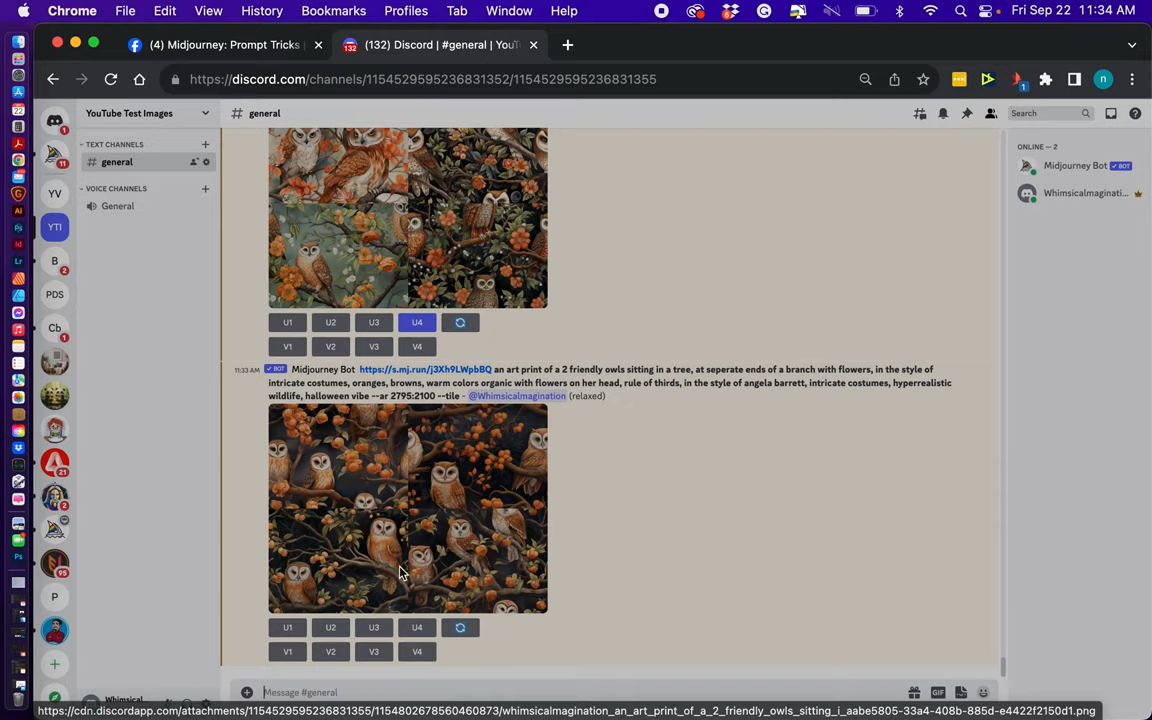 Chrome File Edit View History Bookmarks Profiles Tab Window Help Fri Sep 22 11:34 AM
(4) Midjourney: Prompt Tricks
(132) Discord | #general | YouT
https://discord.com/channels/1154529595236831352/1154529595236831355
YouTube Test Images
# general
Search
TEXT CHANNELS
# general
VOICE CHANNELS
General
ONLINE — 2
Midjourney Bot BOT
Whimsicalmaginati...
YV
YTI
B
PDS
Cb
P
U1 U2 U3 U4
V1 V2 V3 V4
11:33 AM BOT Midjourney Bot https://s.mj.run/j3Xh9LWpbBQ an art print of a 2 friendly owls sitting in a tree, at seperate ends of a branch with flowers, in the style of
intricate costumes, oranges, browns, warm colors organic with flowers on her head, rule of thirds, in the style of angela barrett, intricate costumes, hyperrealistic
wildlife, halloween vibe --ar 2795:2100 --tile - @Whimsicalmagination (relaxed)
U1 U2 U3 U4
V1 V2 V3 V4
Message #general
GIF
Whimsical
https://cdn.discordapp.com/attachments/1154529595236831355/1154802678560460873/whimsicalmagination_an_art_print_of_a_2_friendly_owls_sitting_i_aabe5805-33a4-408b-885d-e4422f2150d1.png